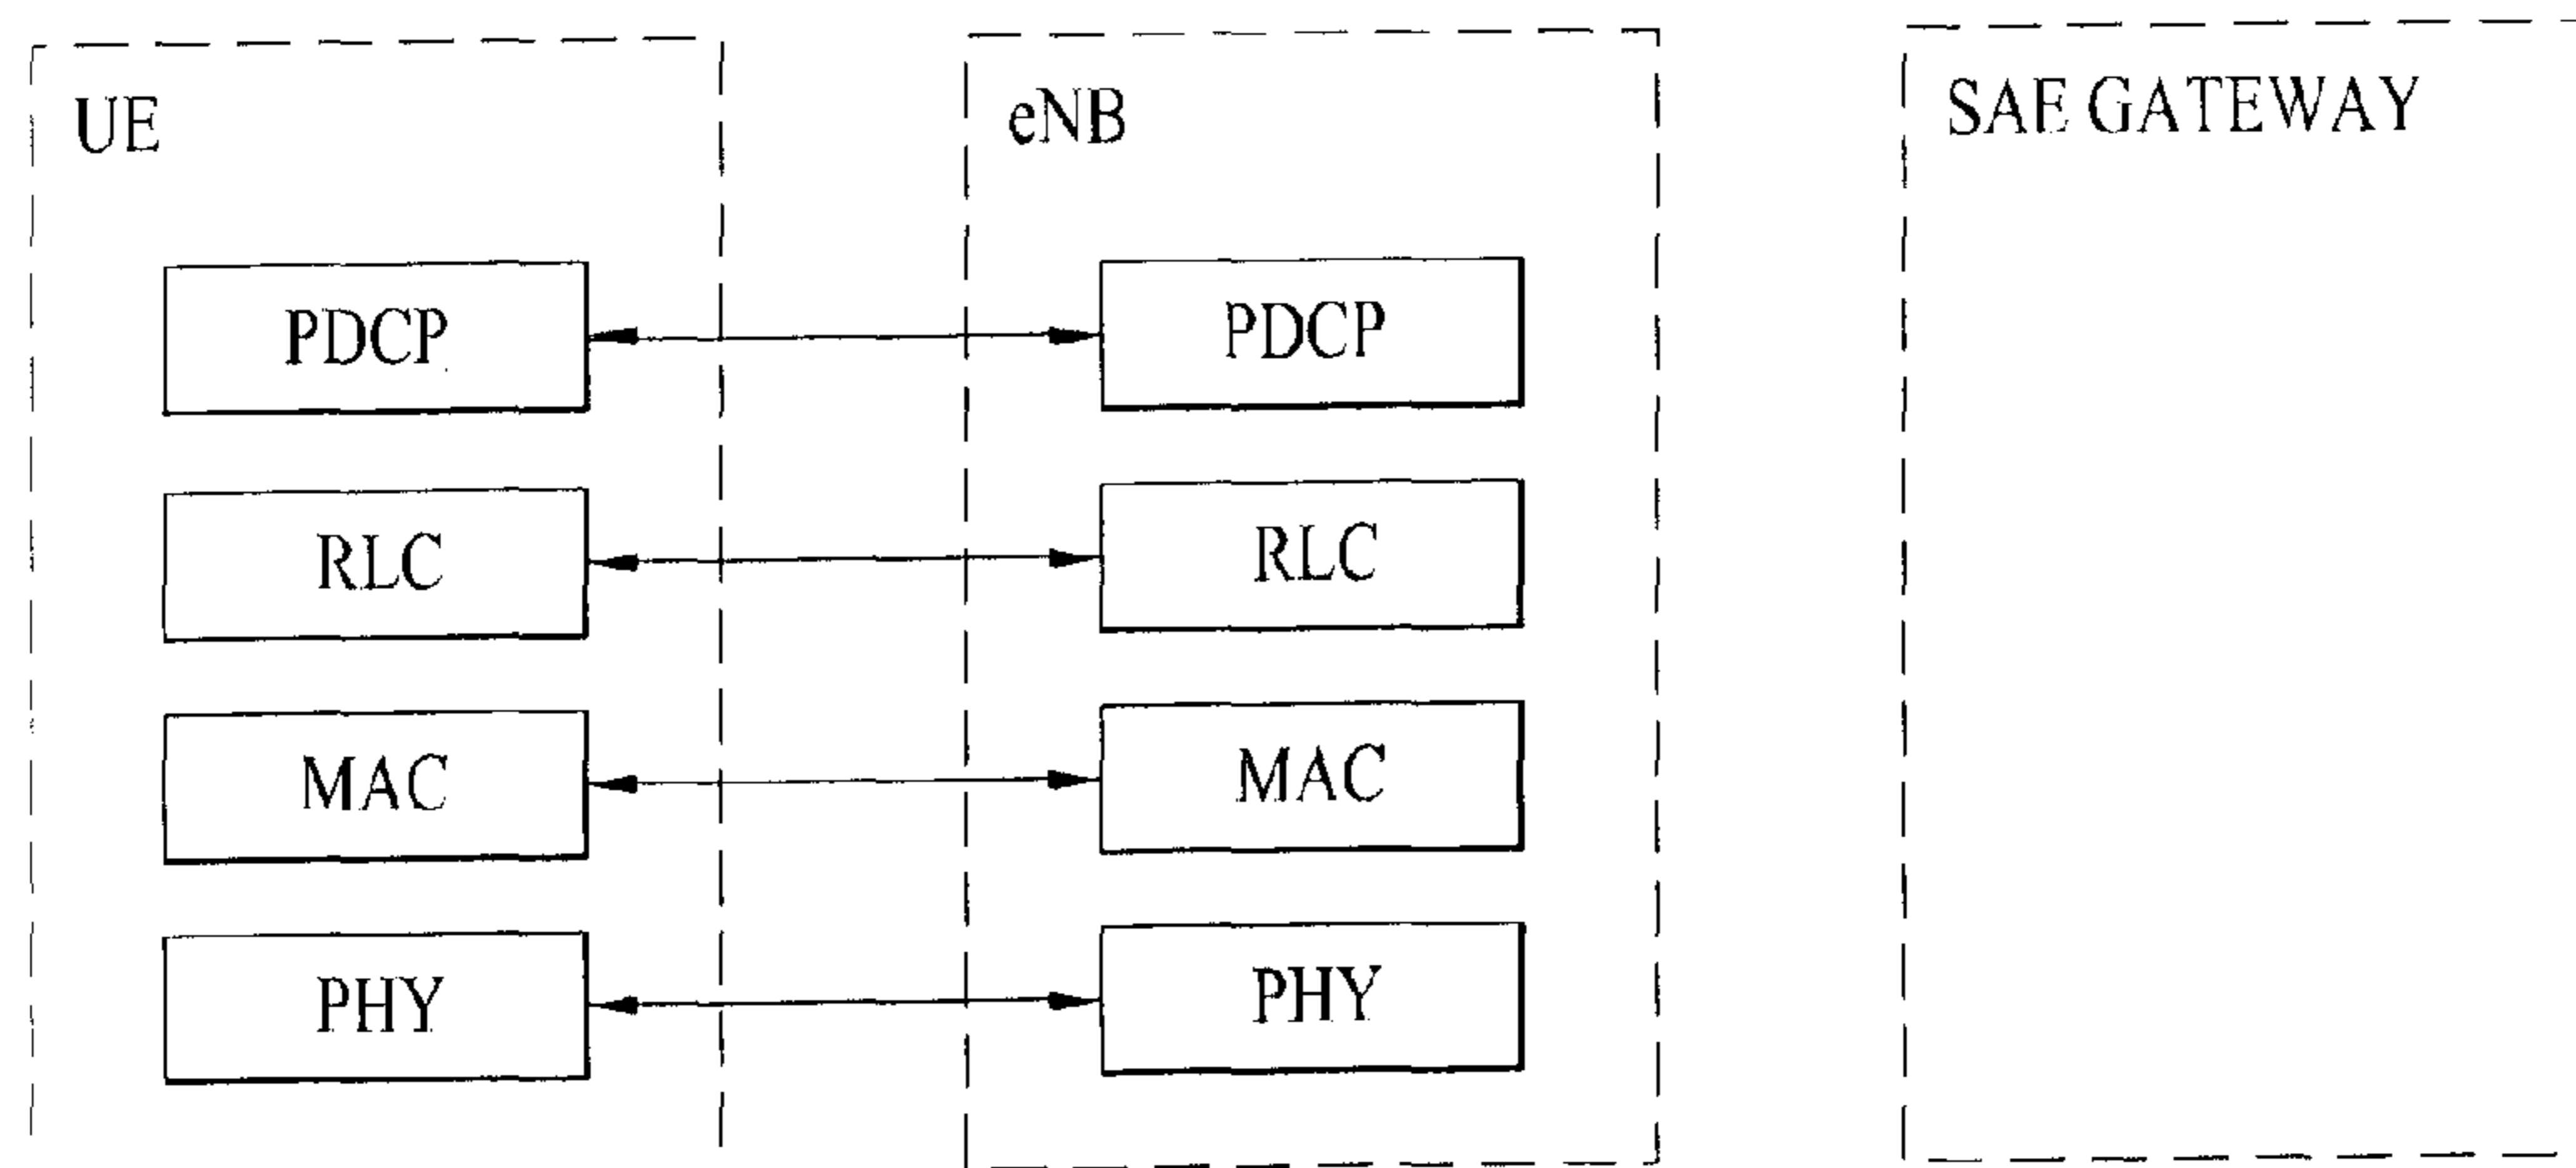 UE
eNB
SAE GATEWAY
PDCP
PDCP
RLC
RLC
MAC
MAC
PHY
PHY